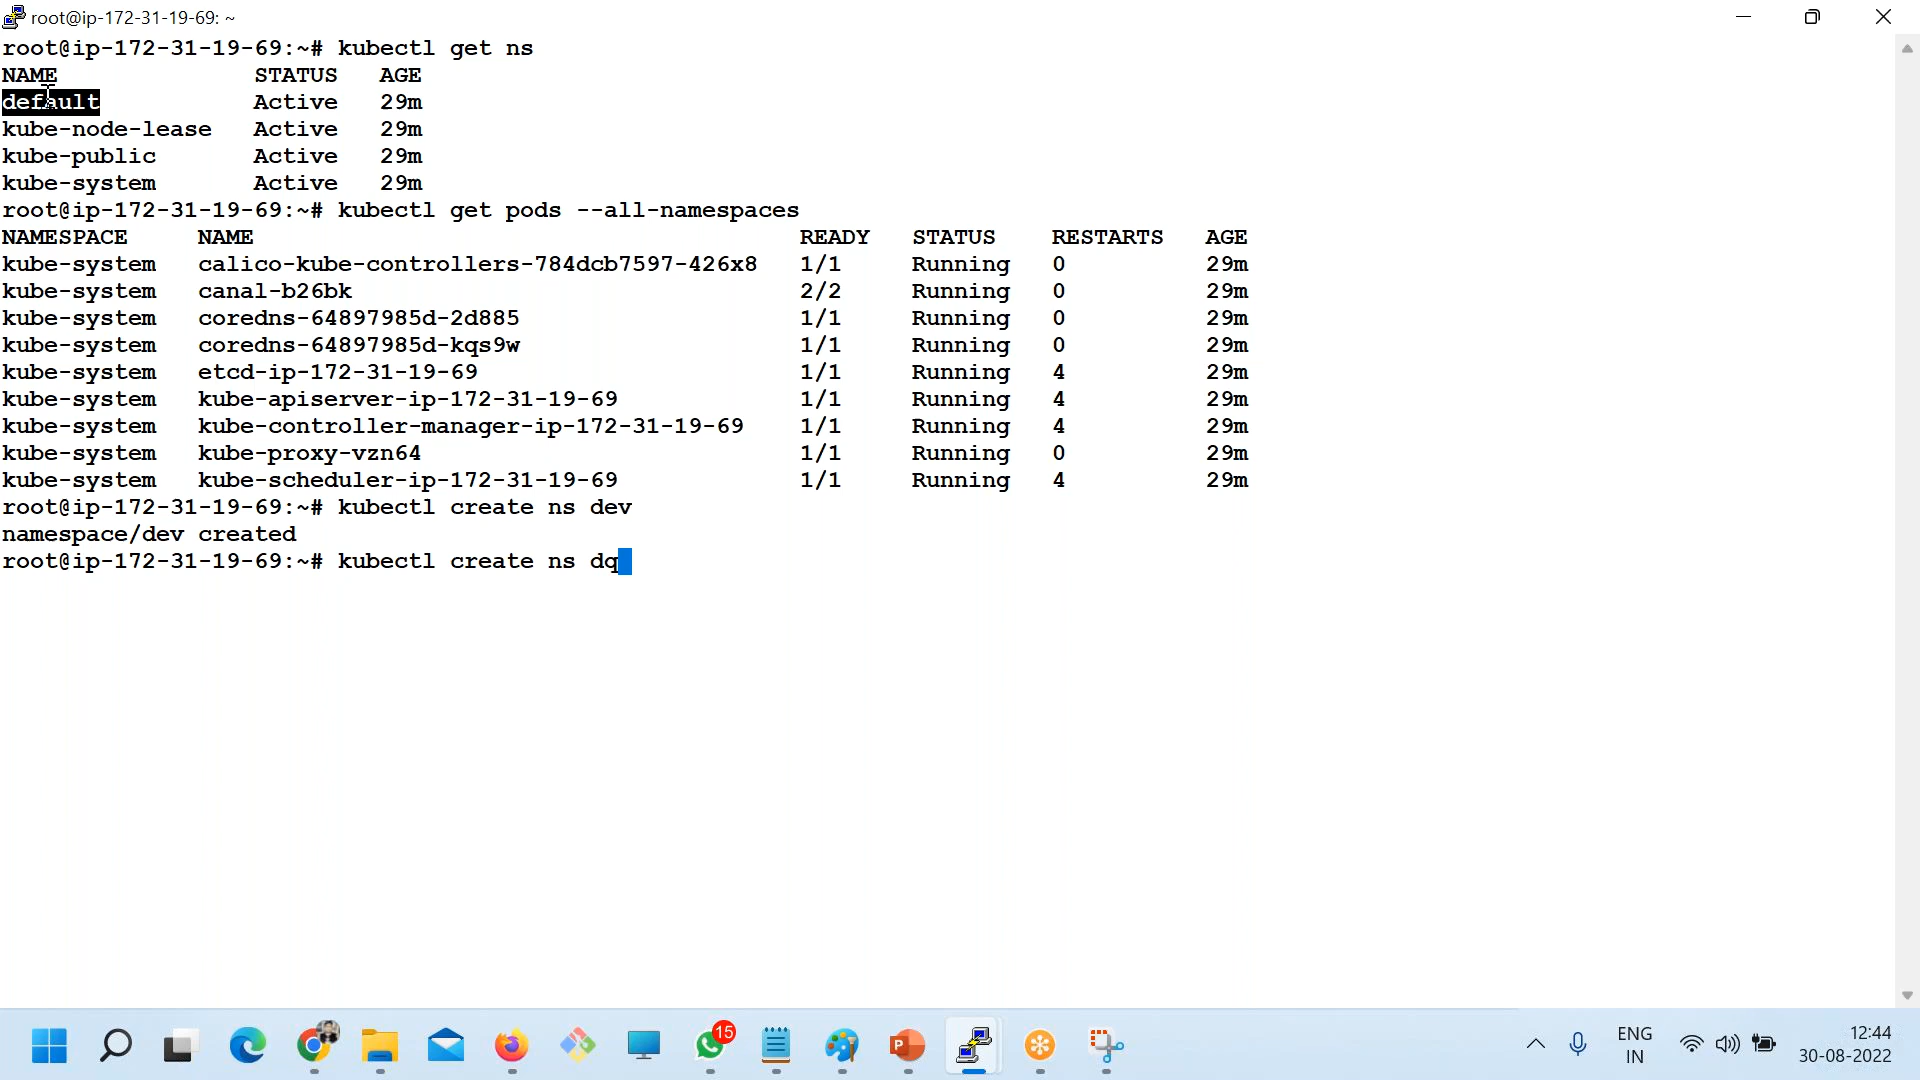 root@ip-172-31-19-69: ~
root@ip-172-31-19-69:~# kubectl get ns
NAME STATUS AGE
default Active 29m
kube-node-lease Active 29m
kube-public Active 29m
kube-system Active 29m
root@ip-172-31-19-69:~# kubectl get pods --all-namespaces
NAMESPACE NAME READY STATUS RESTARTS AGE
kube-system calico-kube-controllers-784dcb7597-426x8 1/1 Running 0 29m
kube-system canal-b26bk 2/2 Running 0 29m
kube-system coredns-64897985d-2d885 1/1 Running 0 29m
kube-system coredns-64897985d-kqs9w 1/1 Running 0 29m
kube-system etcd-ip-172-31-19-69 1/1 Running 4 29m
kube-system kube-apiserver-ip-172-31-19-69 1/1 Running 4 29m
kube-system kube-controller-manager-ip-172-31-19-69 1/1 Running 4 29m
kube-system kube-proxy-vzn64 1/1 Running 0 29m
kube-system kube-scheduler-ip-172-31-19-69 1/1 Running 4 29m
root@ip-172-31-19-69:~# kubectl create ns dev
namespace/dev created
root@ip-172-31-19-69:~# kubectl create ns dq
15
P
ENG
IN
12:44
30-08-2022